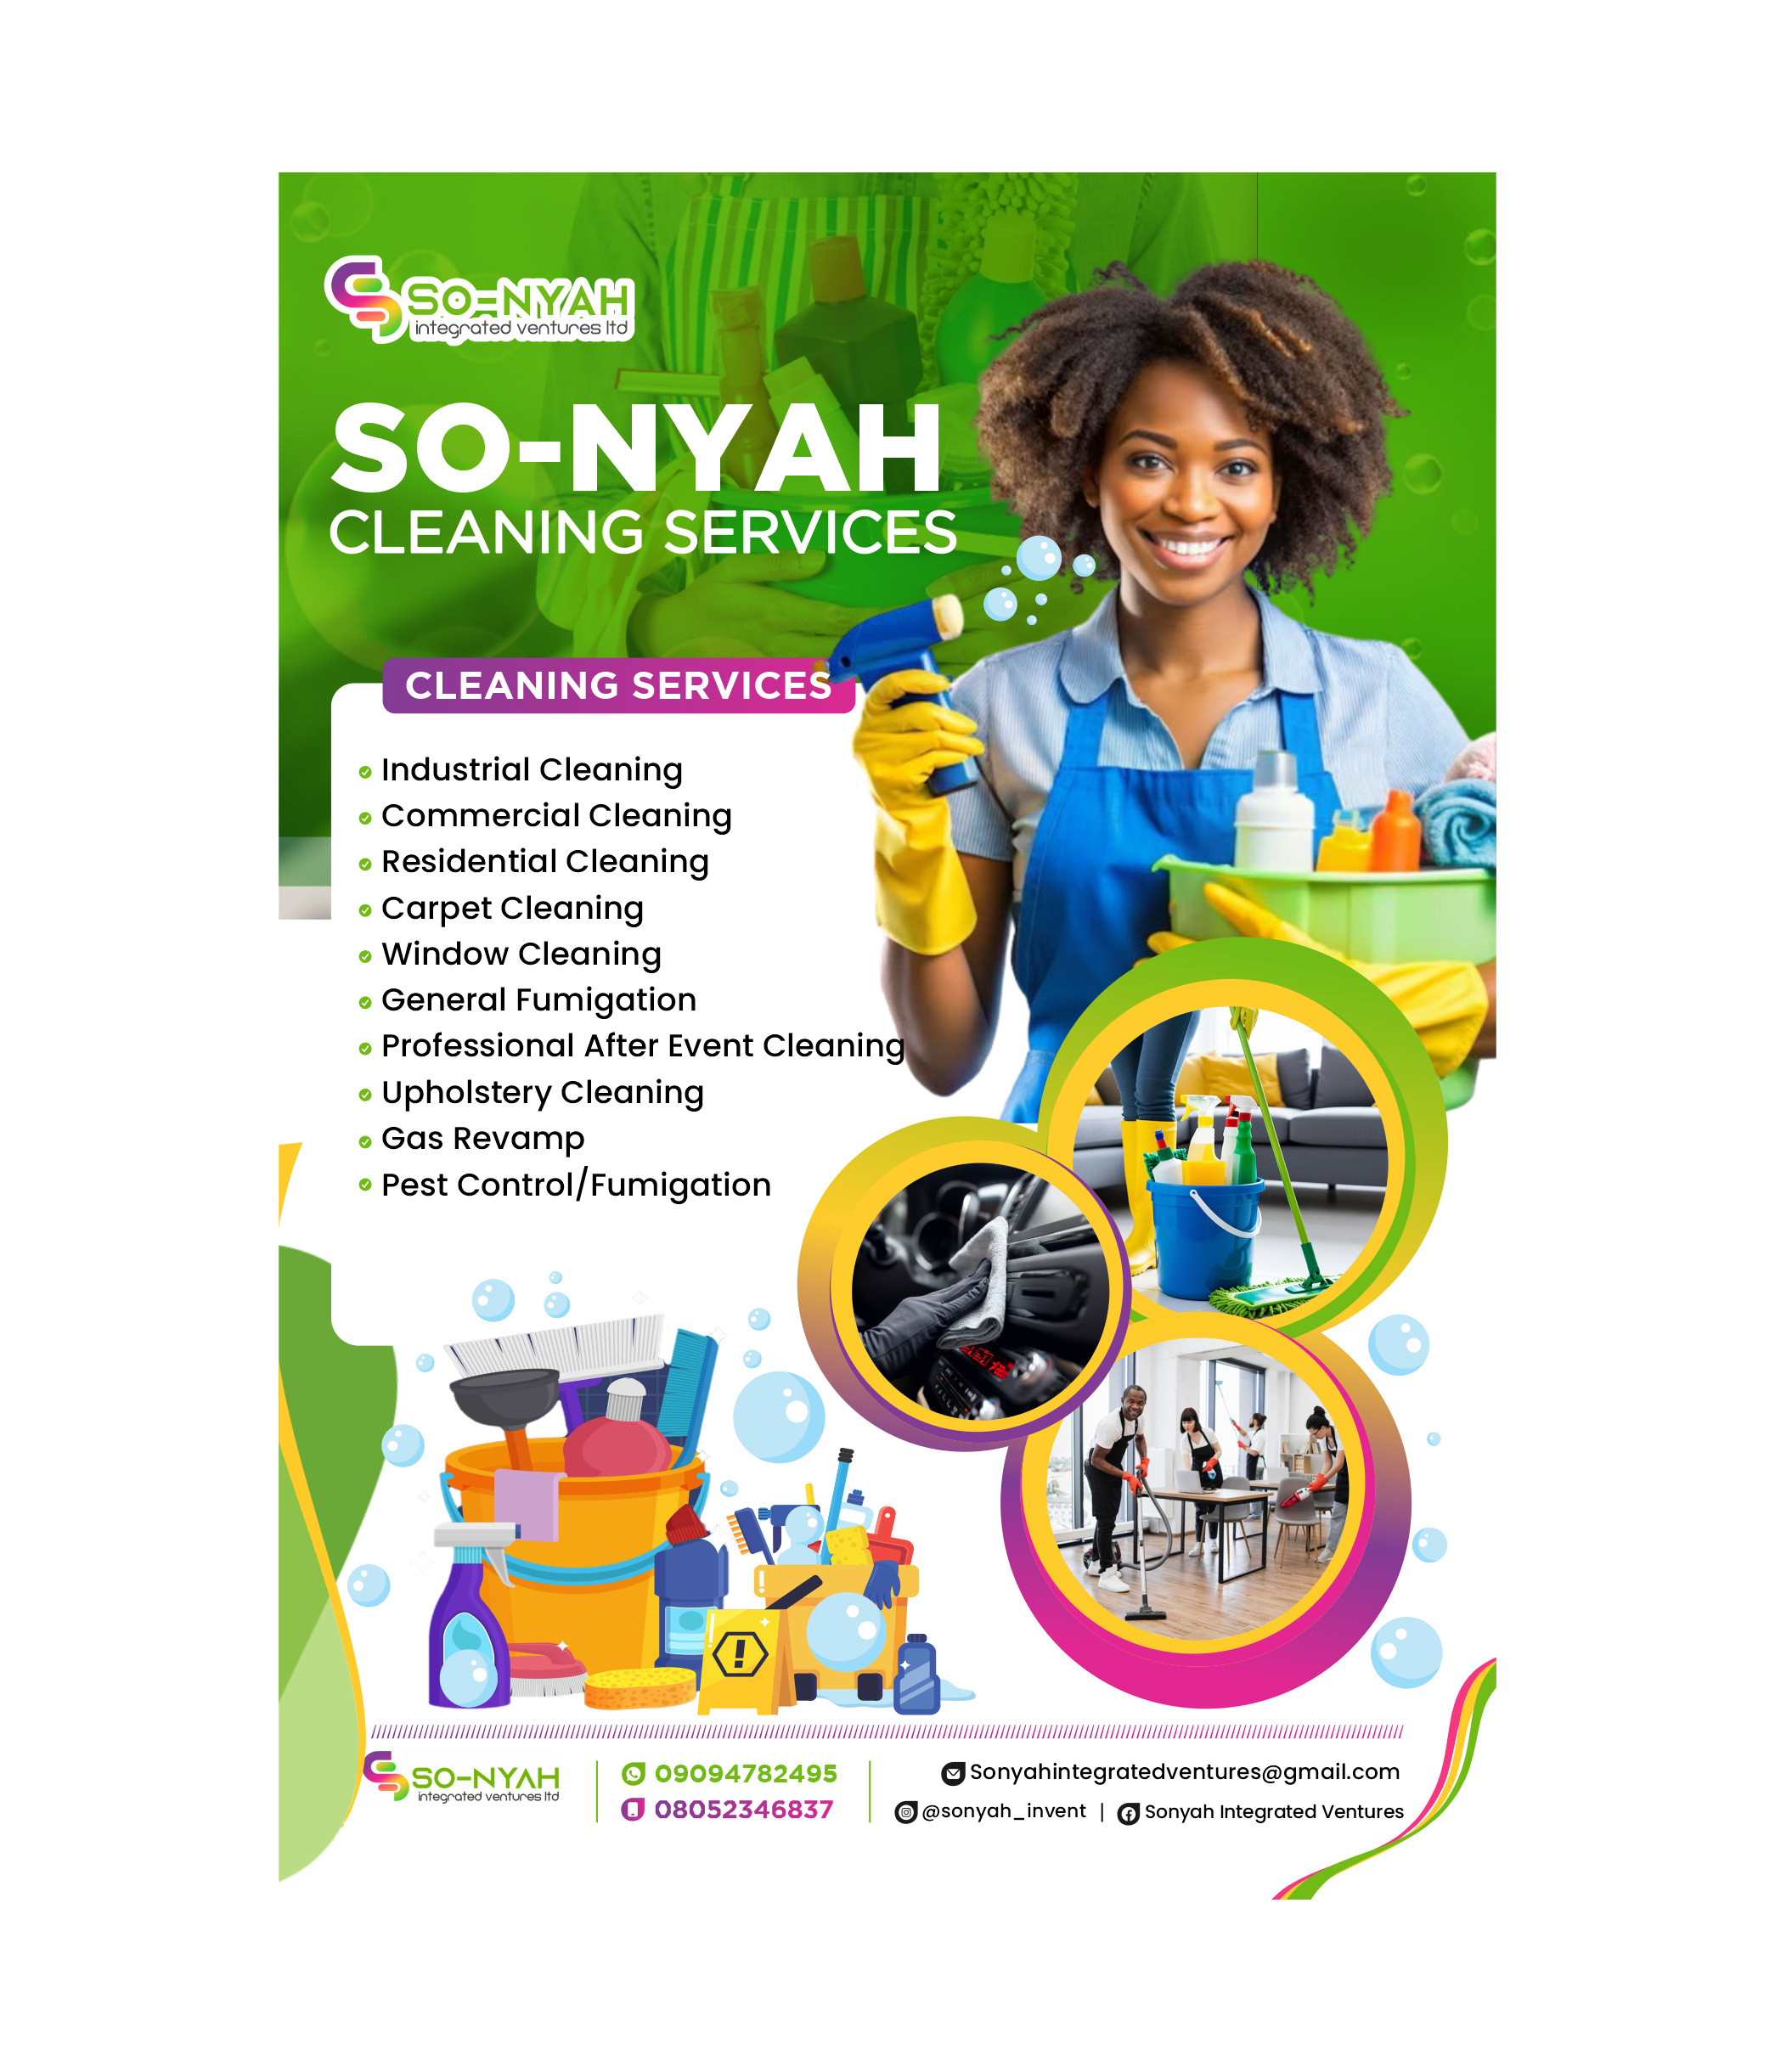 SO-NYAH
integrated ventures ltd
SO-NYAH
CLEANING SERVICES
CLEANING SERVICES
Industrial Cleaning
Commercial Cleaning
Residential Cleaning
Carpet Cleaning
Window Cleaning
General Fumigation
Professional After Event Cleaning
Upholstery Cleaning
Gas Revamp
Pest Control/Fumigation
!
SO-NYAH
integrated ventures ltd
09094782495
08052346837
Sonyahintegratedventures@gmail.com
@sonyah_invent | Sonyah Integrated Ventures